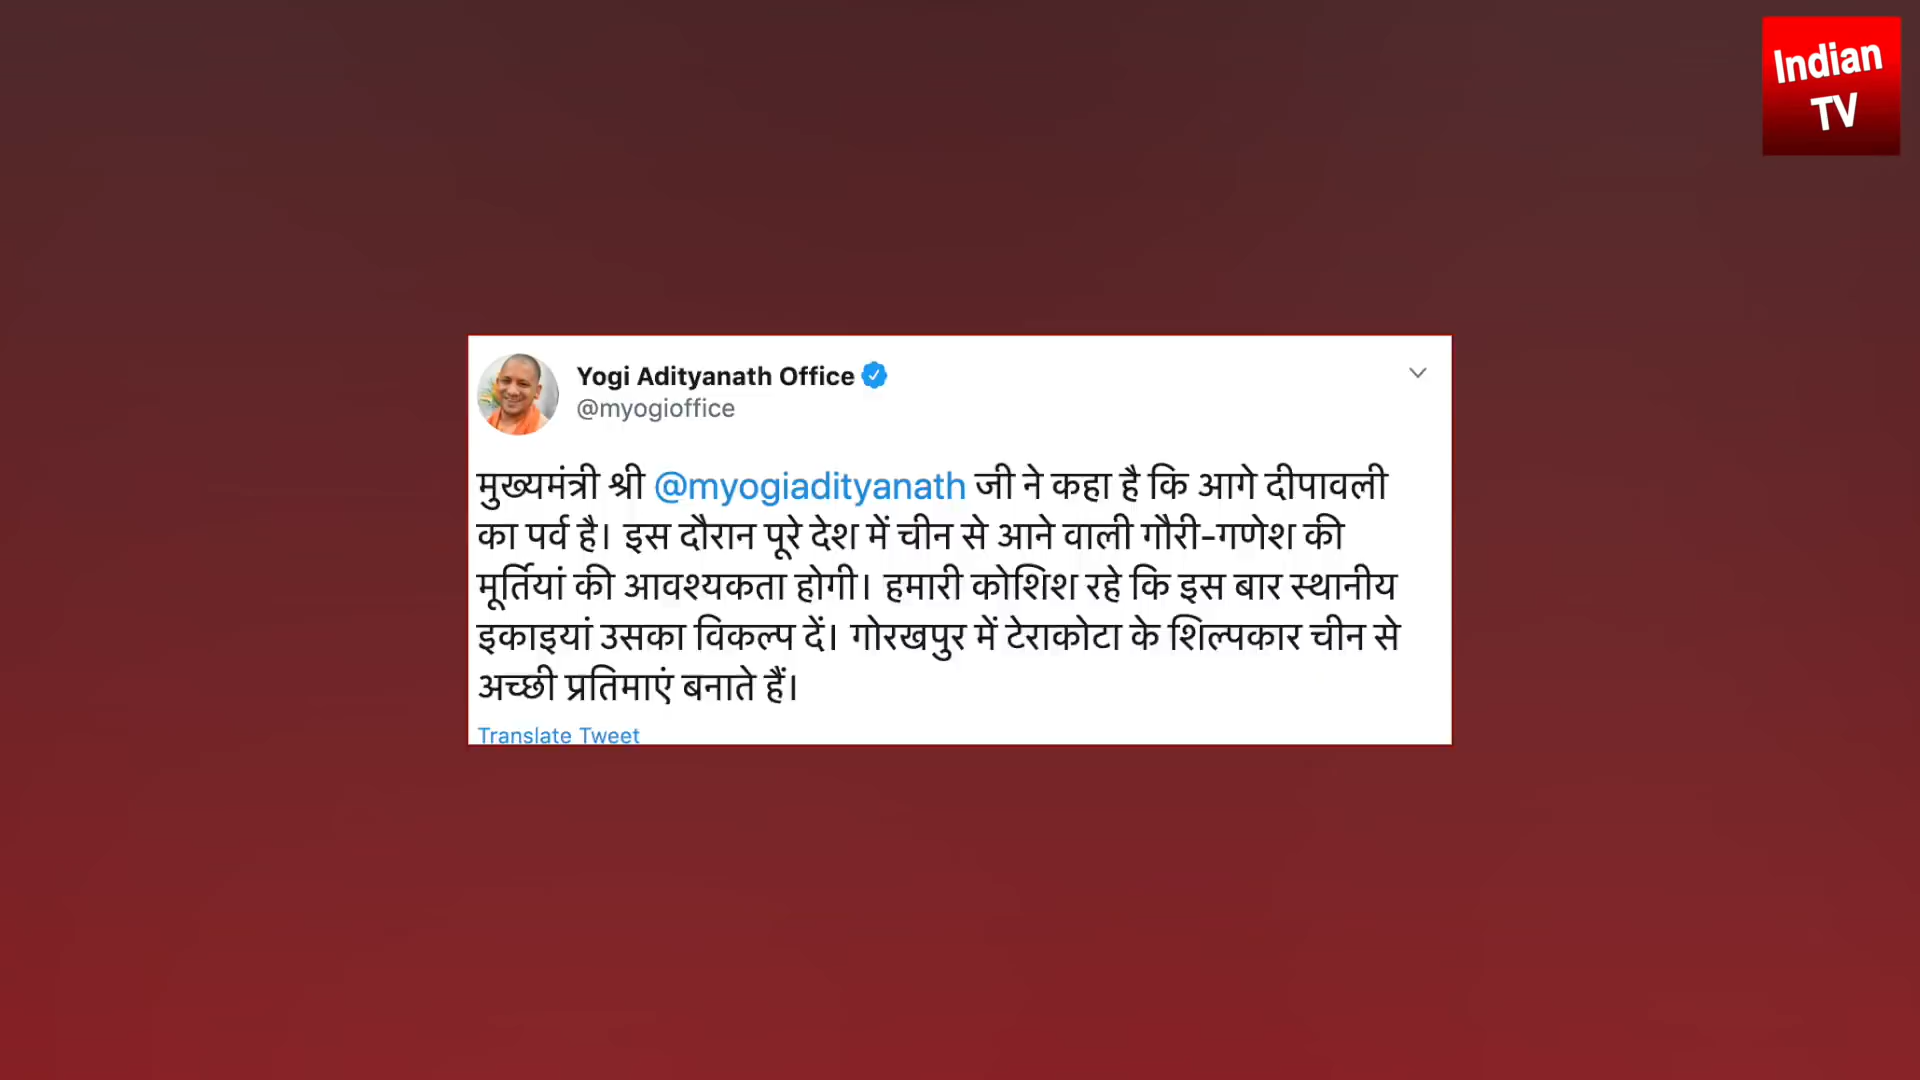 Indian
TV
Yogi Adityanath Office
@myogioffice
मुख्यमंत्री श्री @myogiadityanath जी ने कहा है कि आगे दीपावली
का पर्व है। इस दौरान पूरे देश में चीन से आने वाली गौरी-गणेश की
मूर्तियां की आवश्यकता होगी। हमारी कोशिश रहे कि इस बार स्थानीय
इकाइयां उसका विकल्प दें। गोरखपुर में टेराकोटा के शिल्पकार चीन से
अच्छी प्रतिमाएं बनाते हैं।
Translate Tweet